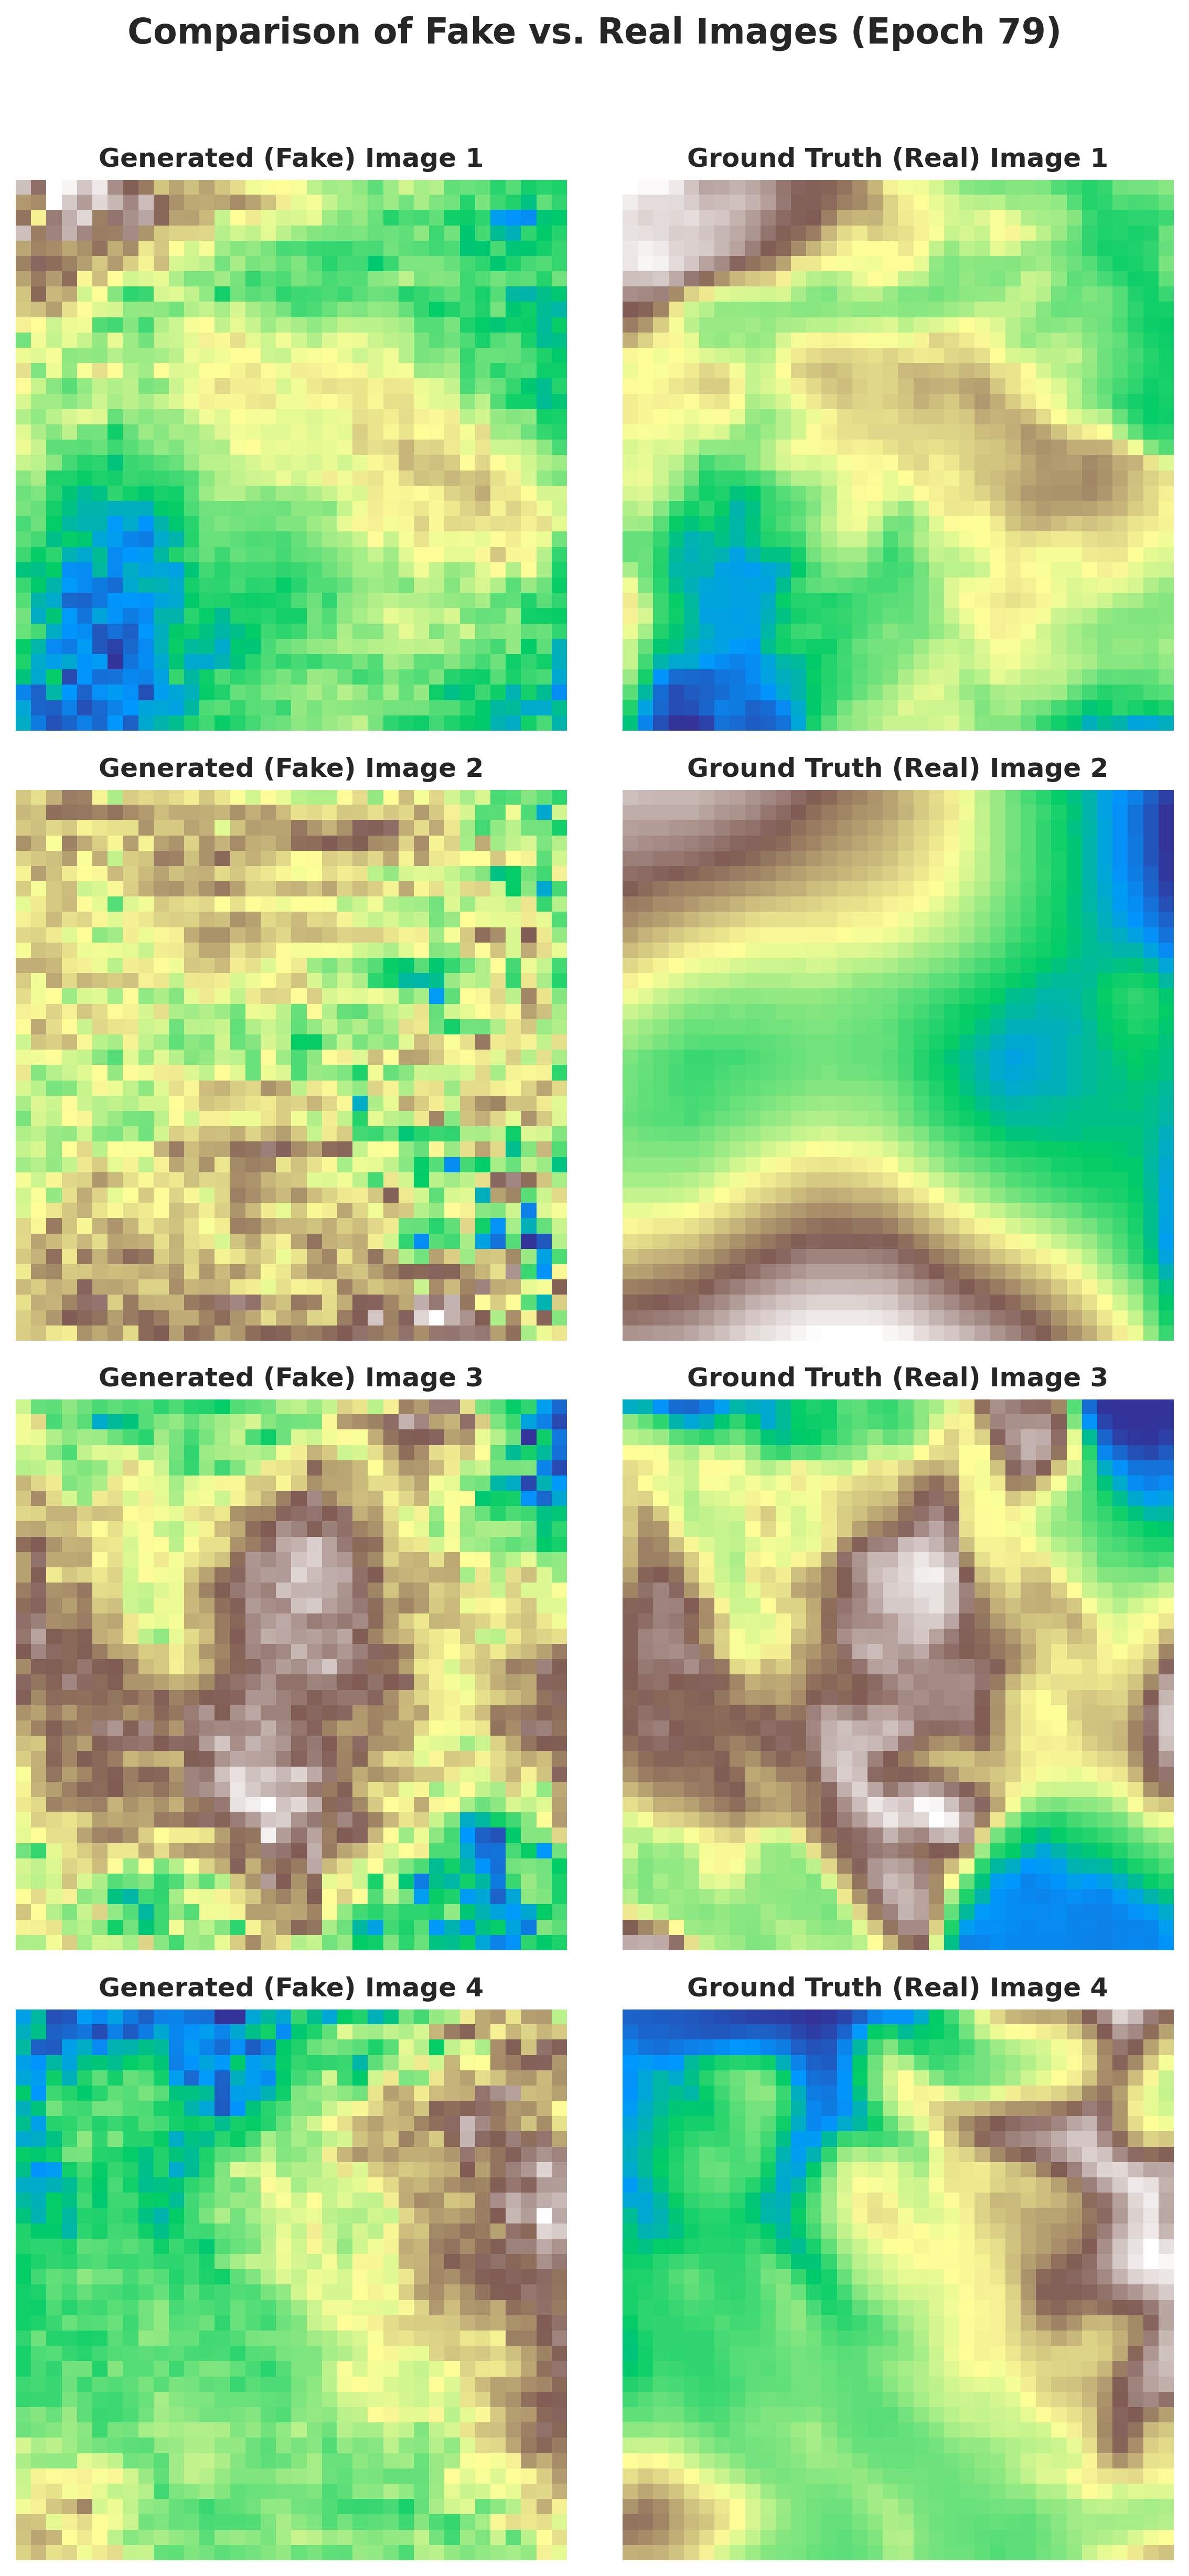 Comparison of Fake vs. Real Images (Epoch 79)
Generated (Fake) Image 1
Ground Truth (Real) Image 1
Generated (Fake) Image 2
Ground Truth (Real) Image 2
Generated (Fake) Image 3
Ground Truth (Real) Image 3
Generated (Fake) Image 4
Ground Truth (Real) Image 4